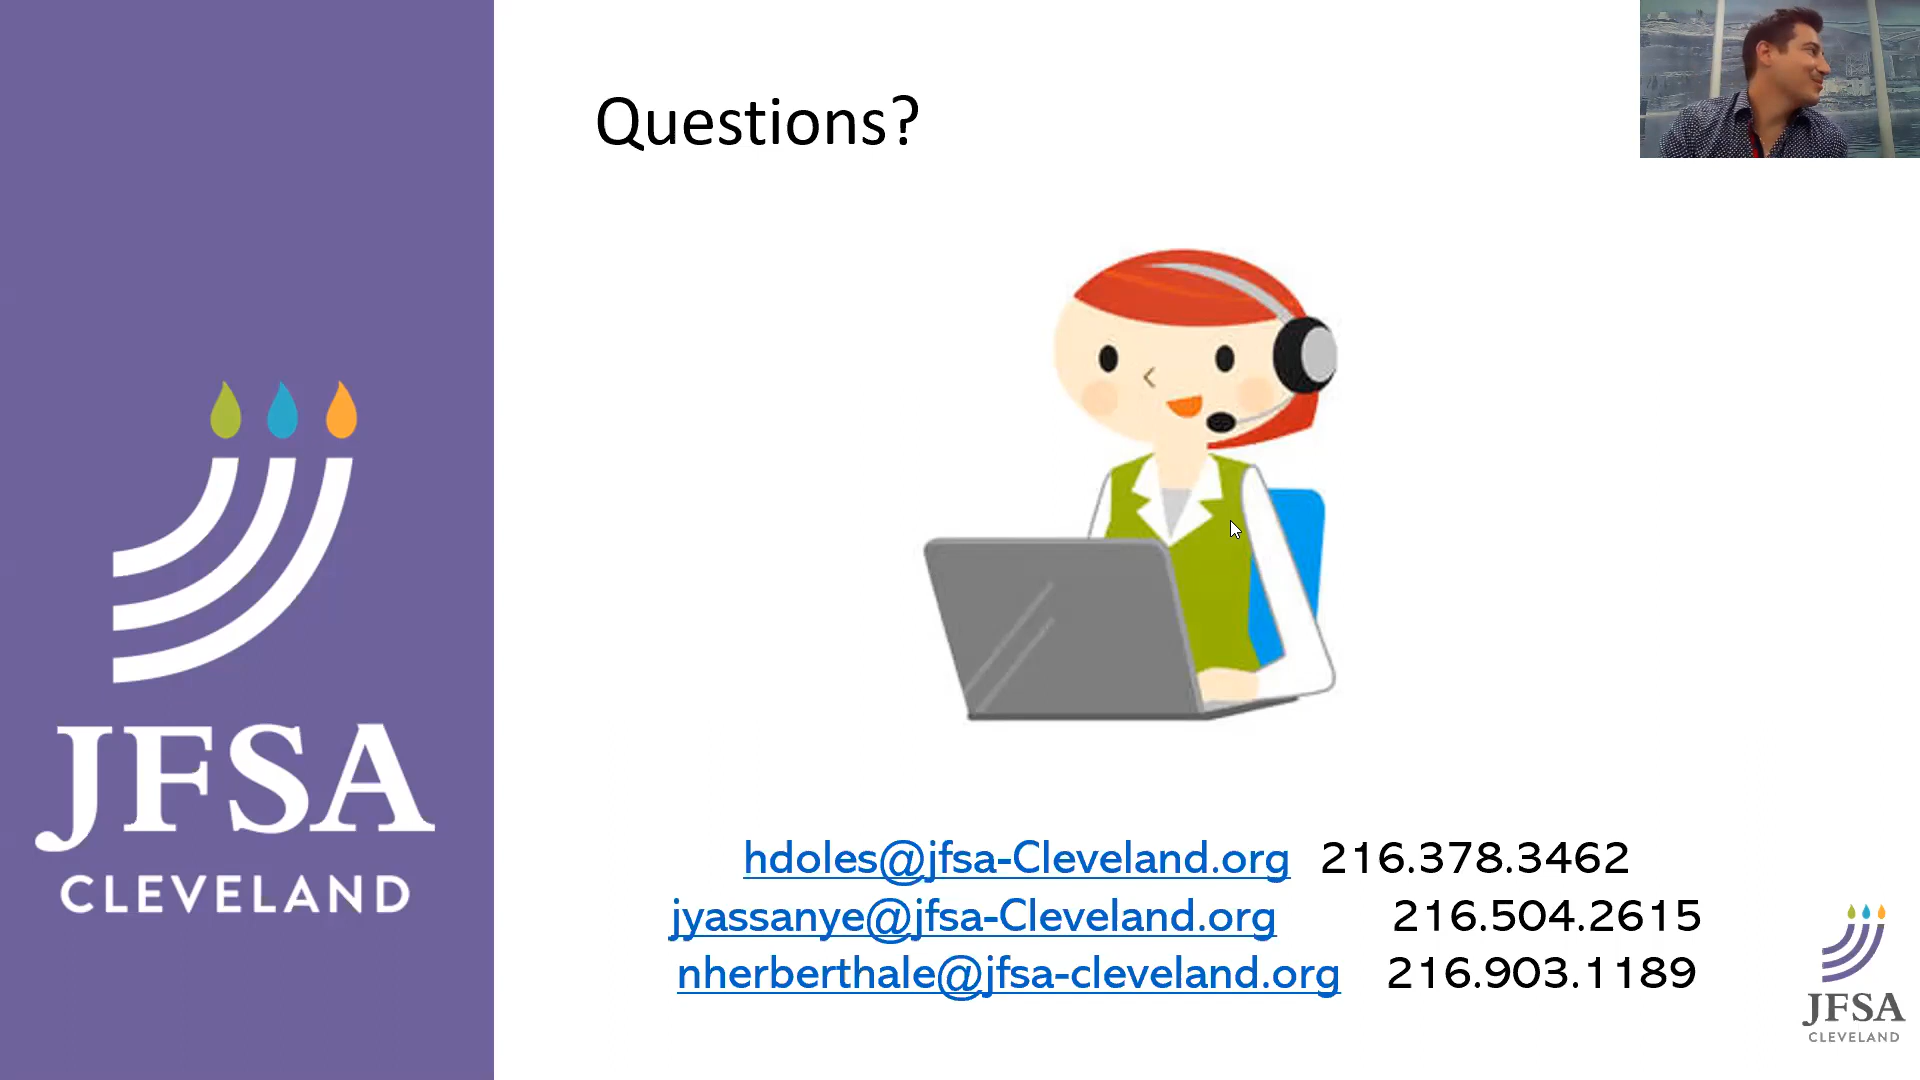 Questions?
JFSA
CLEVELAND
hdoles@jfsa-Cleveland.org 216.378.3462
jyassanye@jfsa-Cleveland.org 216.504.2615
nherberthale@jfsa-cleveland.org 216.903.1189
JFSA
CLEVELAND